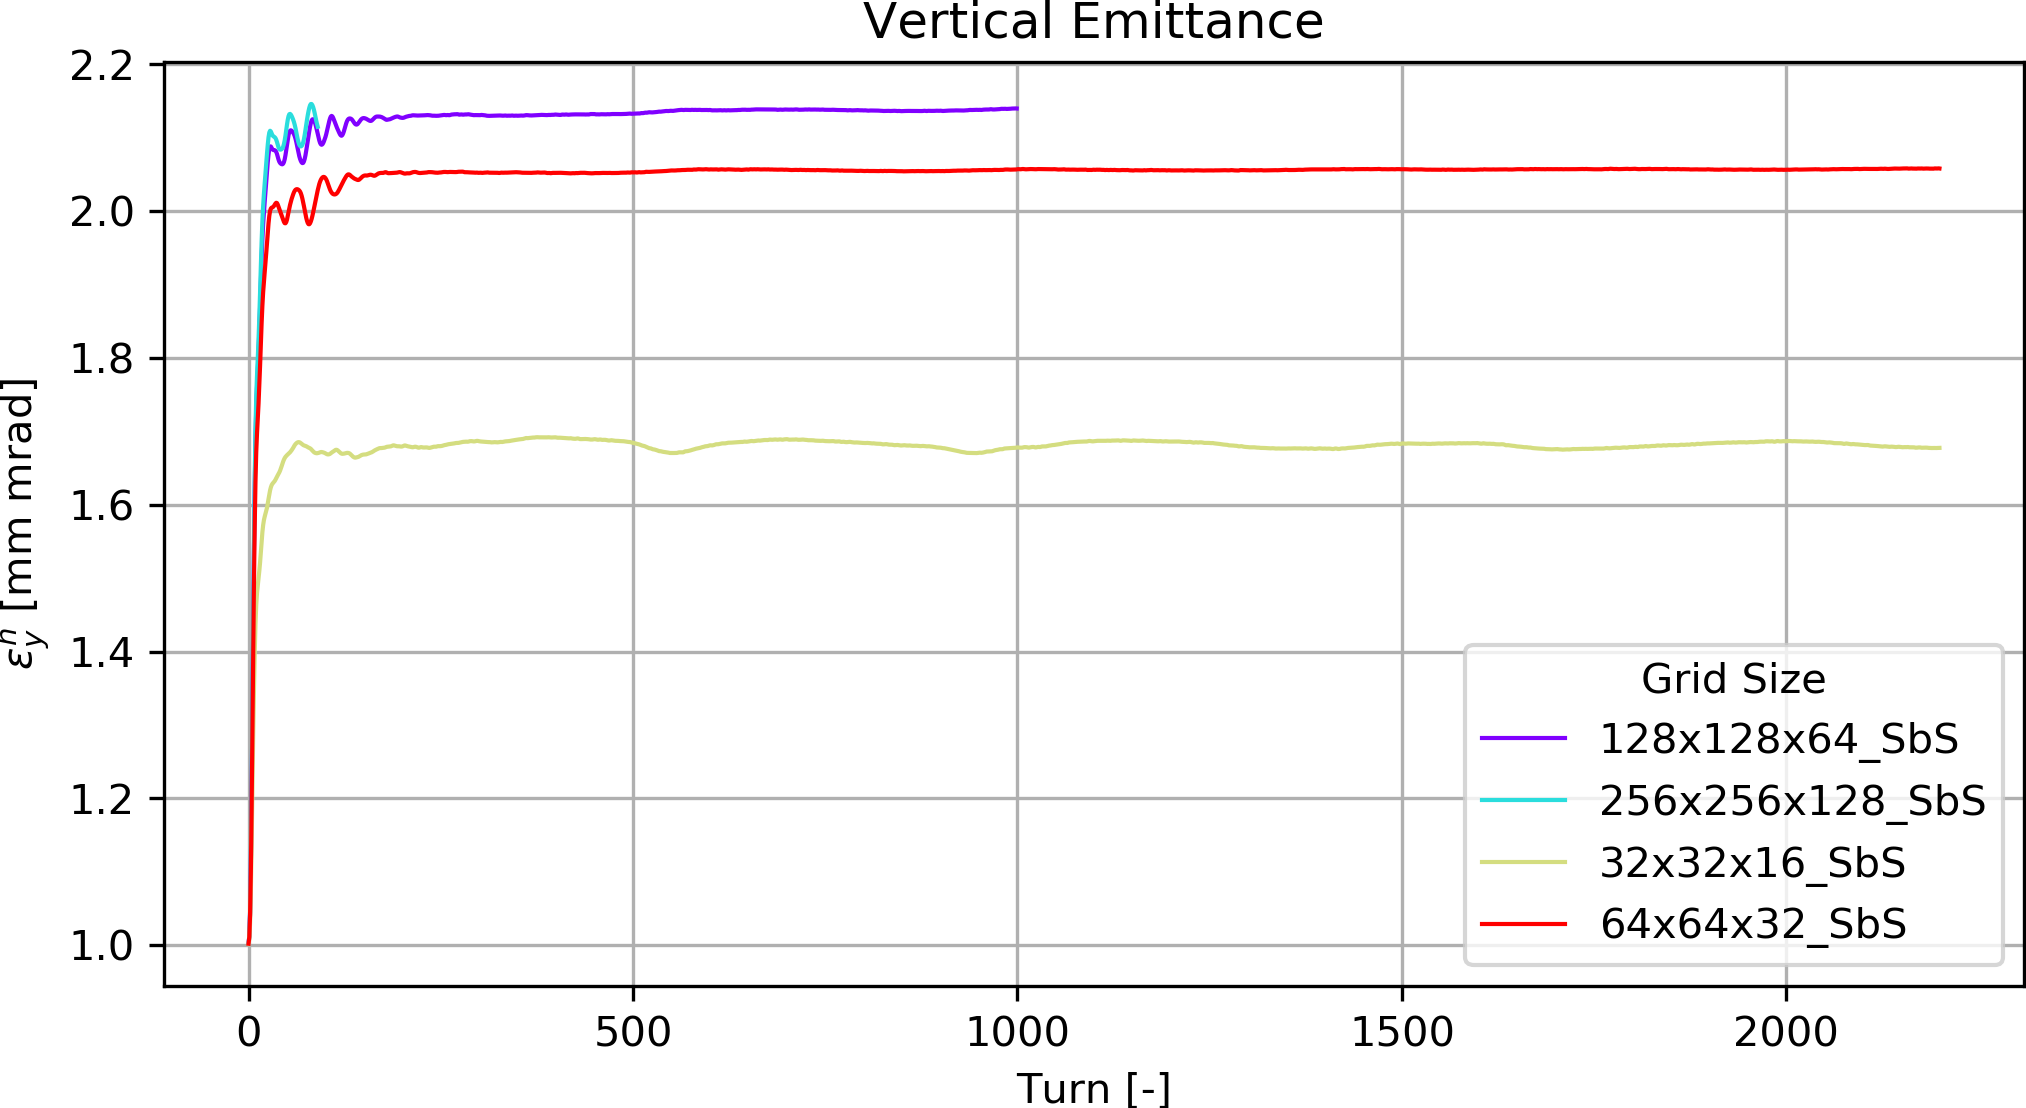 Vertical Emittance
2.2
2.0
1.8
1.6
1.4
1.2
1.0
ε_y^n [mm mrad]
0 500 1000 1500 2000
Turn [-]
Grid Size
128x128x64_SbS
256x256x128_SbS
32x32x16_SbS
64x64x32_SbS